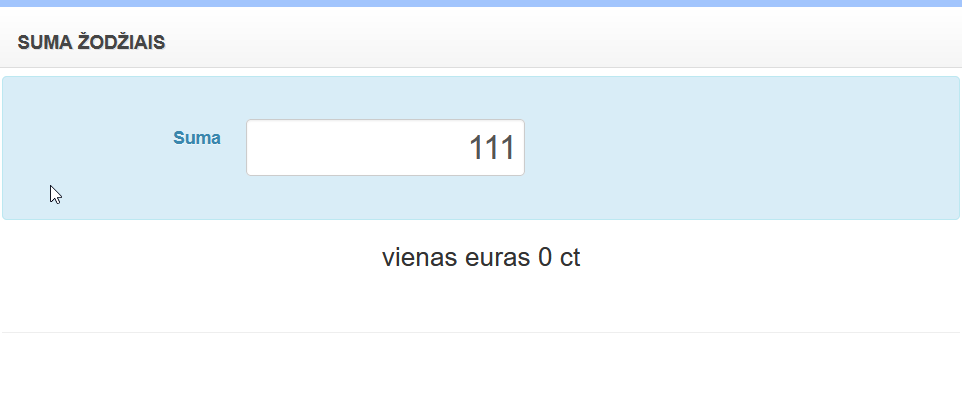 SUMA ŽODŽIAIS
Suma
111
vienas euras 0 ct